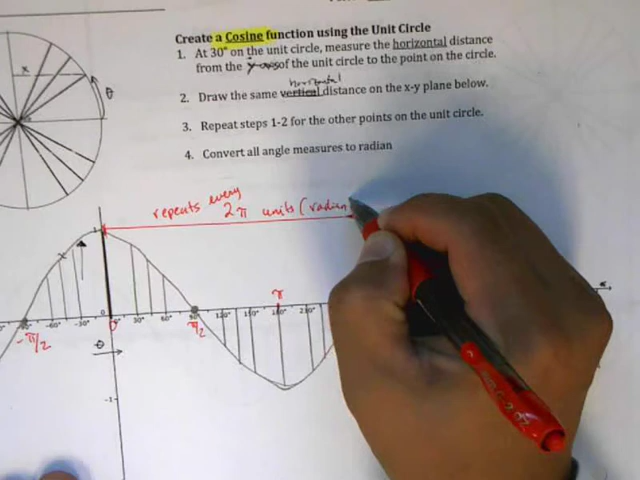 Create a Cosine function using the Unit Circle
1. At 30° on the unit circle, measure the horizontal distance
from the y-axis of the unit circle to the point on the circle.
horizontal
2. Draw the same vertical distance on the x-y plane below.
3. Repeat steps 1-2 for the other points on the unit circle.
4. Convert all angle measures to radian
x
θ
repeats every
2π units (radian
1
x
π
0
-60° -30° 30° 60° 90° 120° 150° 180° 210°
-π/2 0 π/2
θ
-1